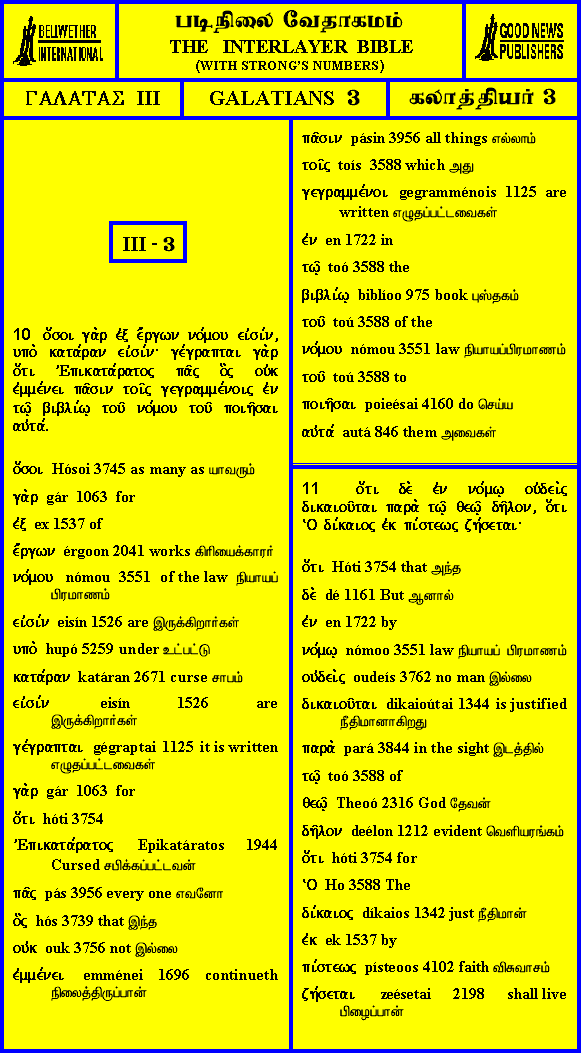 BELLWETHER
INTERNATIONAL
படிநிலை வேதாகமம்
THE INTERLAYER BIBLE
(WITH STRONG'S NUMBERS)
GOOD NEWS
PUBLISHERS
ΓΑΛΑΤΑΣ III
GALATIANS 3
கலாத்தியர் 3
III - 3
10 ὅσοι γὰρ ἐξ ἔργων νόμου εἰσίν,
υπὸ κατάραν εἰσίν· γέγραπται γὰρ
ὅτι Ἐπικατάρατος πᾶς ὃς οὐκ
ἐμμένει πᾶσιν τοῖς γεγραμμένοις ἐν
τῷ βιβλίῳ τοῦ νόμου τοῦ ποιῆσαι
αὐτά.
ὅσοι Hósoi 3745 as many as யாவரும்
γὰρ gár 1063 for
ἐξ ex 1537 of
ἔργων érgoon 2041 works கிரியைக்காரர்
νόμου nómou 3551 of the law நியாயப்
பிரமாணம்
εἰσίν eisín 1526 are இருக்கிறார்கள்
υπὸ hupó 5259 under உட்பட்டு
κατάραν katáran 2671 curse சாபம்
εἰσίν eisín 1526 are
இருக்கிறார்கள்
γέγραπται gégraptai 1125 it is written
எழுதப்பட்டவைகள்
γὰρ gár 1063 for
ὅτι hóti 3754
Ἐπικατάρατος Epikatáratos 1944
Cursed சபிக்கப்பட்டவன்
πᾶς pás 3956 every one எவனோ
ὃς hós 3739 that இந்த
οὐκ ouk 3756 not இல்லை
ἐμμένει emménei 1696 continueth
நிலைத்திருப்பான்
πᾶσιν pásin 3956 all things எல்லாம்
τοῖς toís 3588 which அது
γεγραμμένοι gegramménois 1125 are
written எழுதப்பட்டவைகள்
ἐν en 1722 in
τῷ toó 3588 the
βιβλίῳ biblíoo 975 book புஸ்தகம்
τοῦ toú 3588 of the
νόμου nómou 3551 law நியாயப்பிரமாணம்
τοῦ toú 3588 to
ποιῆσαι poieésai 4160 do செய்ய
αὐτά autá 846 them அவைகள்
11 ὅτι δὲ ἐν νόμῳ οὐδεὶς
δικαιοῦται παρὰ τῷ θεῷ δῆλον, ὅτι
Ὁ δίκαιος ἐκ πίστεως ζήσεται·
ὅτι Hóti 3754 that அந்த
δὲ dé 1161 But ஆனால்
ἐν en 1722 by
νόμῳ nómoo 3551 law நியாயப் பிரமாணம்
οὐδεὶς oudeís 3762 no man இல்லை
δικαιοῦται dikaioútai 1344 is justified
நீதிமானாகிறது
παρὰ pará 3844 in the sight இடத்தில்
τῷ toó 3588 of
θεῷ Theoó 2316 God தேவன்
δῆλον deélon 1212 evident வெளியரங்கம்
ὅτι hóti 3754 for
Ὁ Ho 3588 The
δίκαιος díkaios 1342 just நீதிமான்
ἐκ ek 1537 by
πίστεως písteoos 4102 faith விசுவாசம்
ζήσεται zeésetai 2198 shall live
பிழைப்பான்